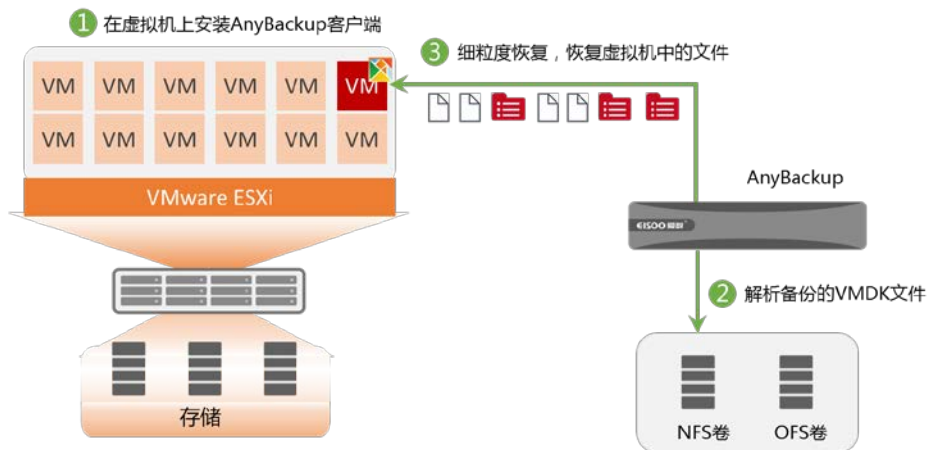 1 在虚拟机上安装AnyBackup客户端
3 细粒度恢复，恢复虚拟机中的文件
VM VM VM VM VM VM
VM VM VM VM VM VM
VMware ESXi
AnyBackup
EISOO 爱数
2 解析备份的VMDK文件
存储
NFS卷 OFS卷